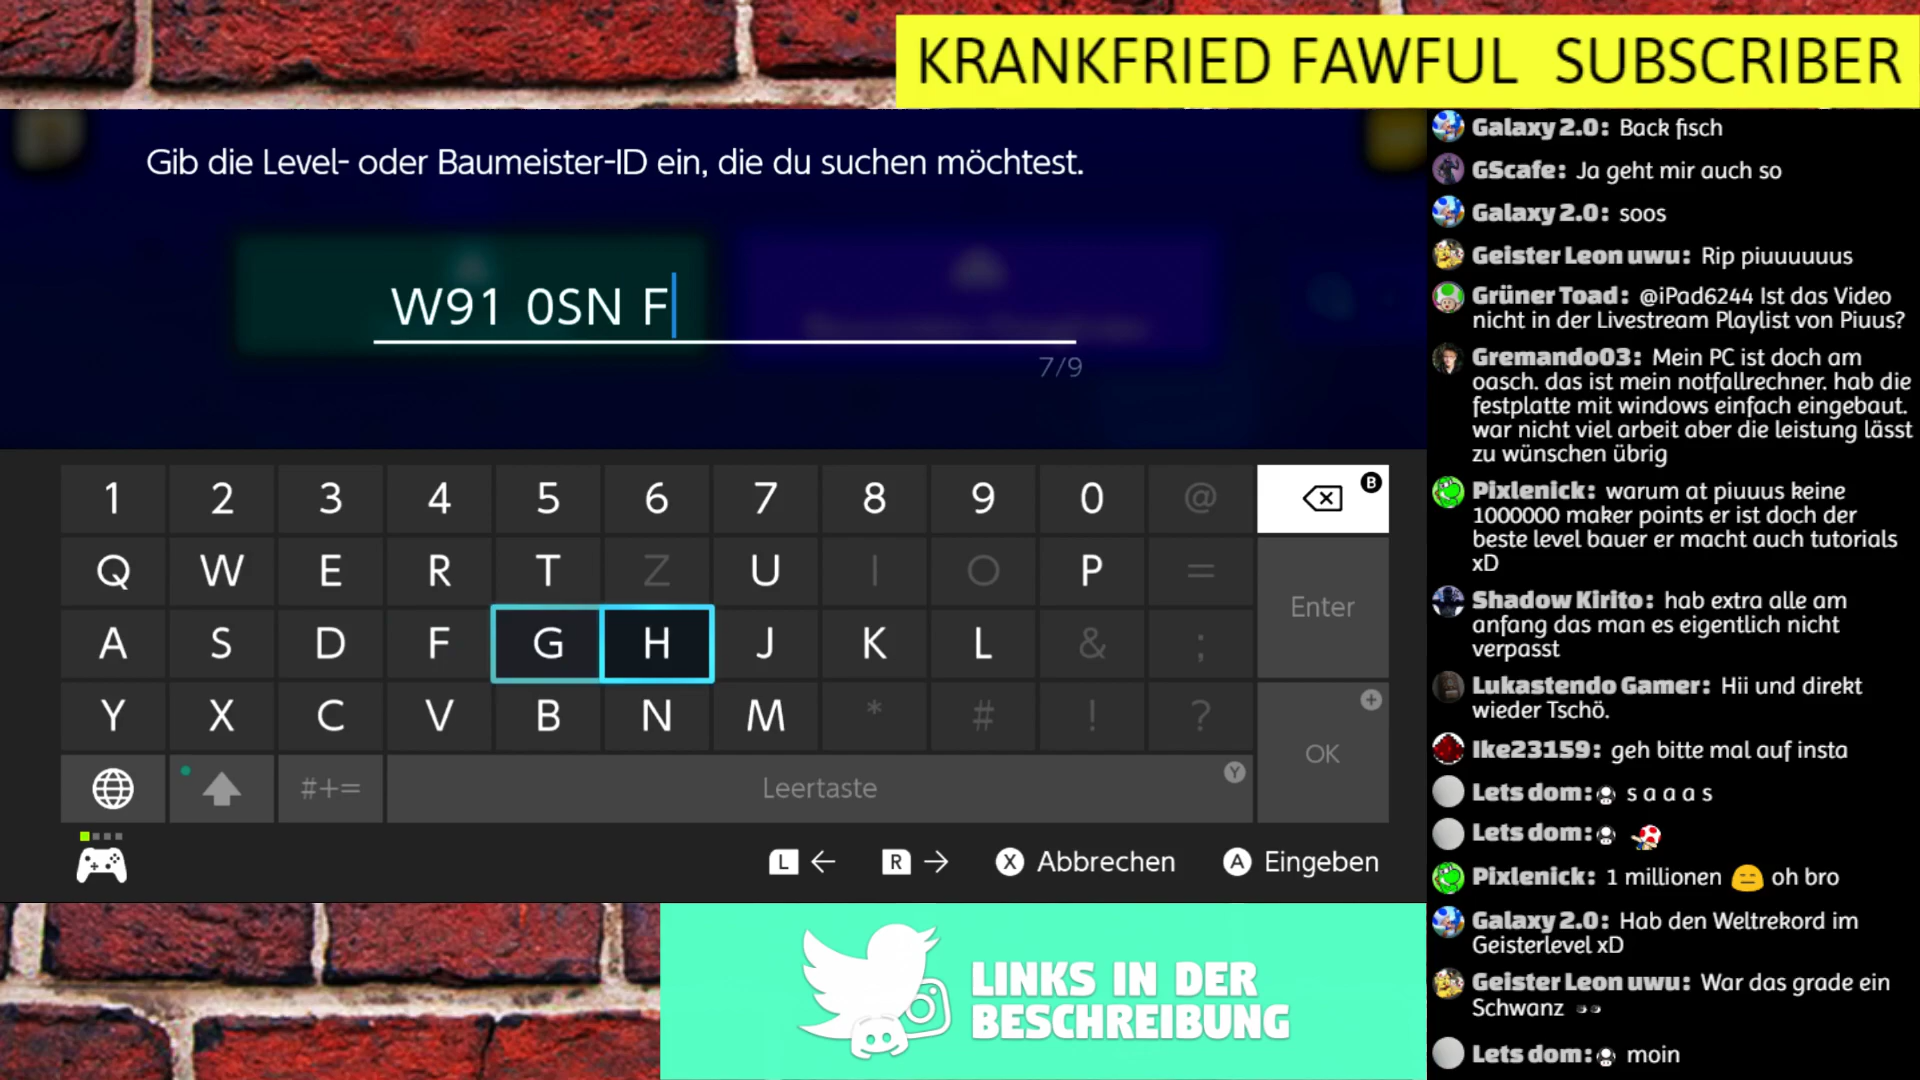 KRANKFRIED FAWFUL SUBSCRIBER
Gib die Level- oder Baumeister-ID ein, die du suchen möchtest.
W91 0SN F
7/9
1 2 3 4 5 6 7 8 9 0 @
B
Q W E R T Z U I O P =
Enter
A S D F G H J K L & ;
Y X C V B N M * # ! ?
+
OK
#+=
Leertaste
Y
L ← R → X Abbrechen A Eingeben
LINKS IN DER
BESCHREIBUNG
Galaxy 2.0: Back fisch
GScafe: Ja geht mir auch so
Galaxy 2.0: soos
Geister Leon uwu: Rip piuuuuuus
Grüner Toad: @iPad6244 Ist das Video
nicht in der Livestream Playlist von Piuus?
Gremando03: Mein PC ist doch am
oasch. das ist mein notfallrechner. hab die
festplatte mit windows einfach eingebaut.
war nicht viel arbeit aber die leistung lässt
zu wünschen übrig
Pixlenick: warum at piuuus keine
1000000 maker points er ist doch der
beste level bauer er macht auch tutorials
xD
Shadow Kirito: hab extra alle am
anfang das man es eigentlich nicht
verpasst
Lukastendo Gamer: Hii und direkt
wieder Tschö.
Ike23159: geh bitte mal auf insta
Lets dom: s a a a s
Lets dom:
Pixlenick: 1 millionen 😑 oh bro
Galaxy 2.0: Hab den Weltrekord im
Geisterlevel xD
Geister Leon uwu: War das grade ein
Schwanz
Lets dom: moin